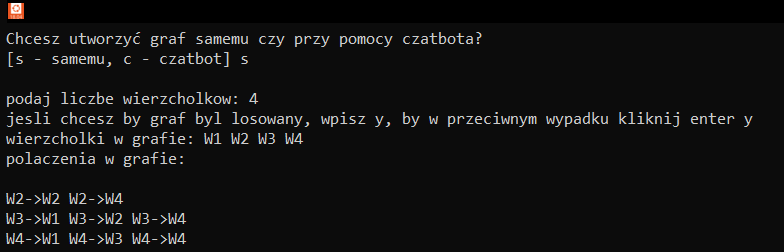 Chcesz utworzyć graf samemu czy przy pomocy czatbota?
[s - samemu, c - czatbot] s
podaj liczbe wierzcholkow: 4
jesli chcesz by graf byl losowany, wpisz y, by w przeciwnym wypadku kliknij enter y
wierzcholki w grafie: W1 W2 W3 W4
polaczenia w grafie:
W2->W2 W2->W4
W3->W1 W3->W2 W3->W4
W4->W1 W4->W3 W4->W4